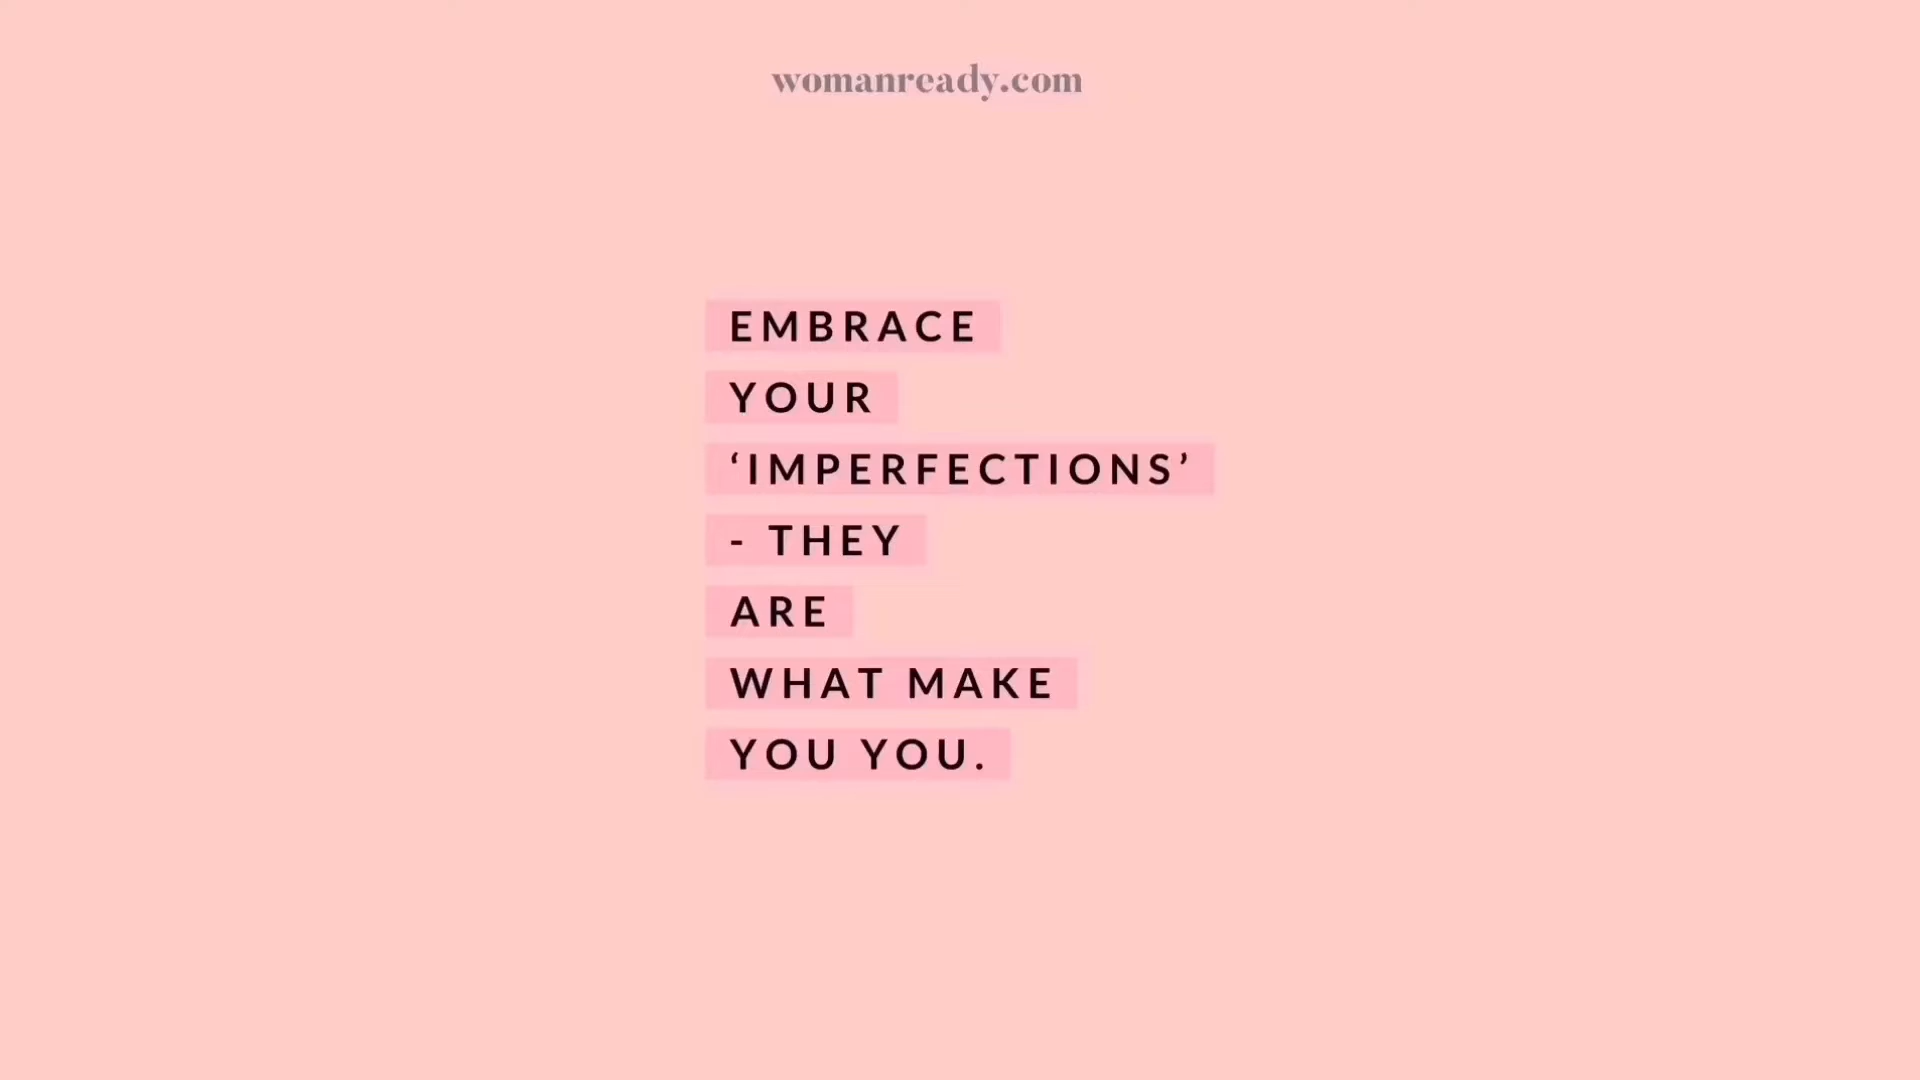 womanready.com
EMBRACE
YOUR
‘IMPERFECTIONS’
- THEY
ARE
WHAT MAKE
YOU YOU.